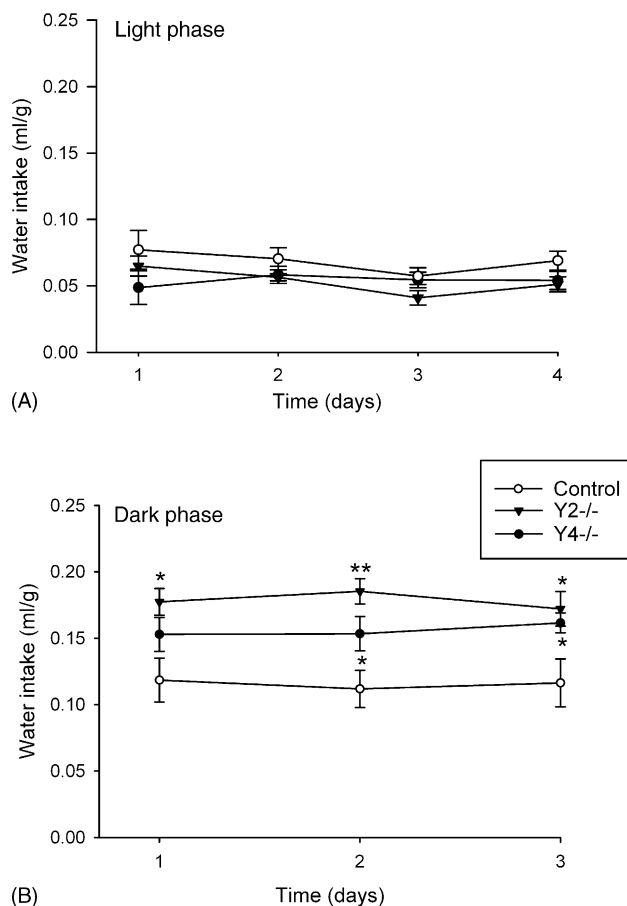 0.25
Light phase
0.20
0.15
0.10
0.05
0.00
Water intake (ml/g)
1 2 3 4
Time (days)
(A)
Control
Y2-/-
Y4-/-
0.25
Dark phase
0.20
0.15
0.10
0.05
0.00
Water intake (ml/g)
* ** *
* *
1 2 3
Time (days)
(B)